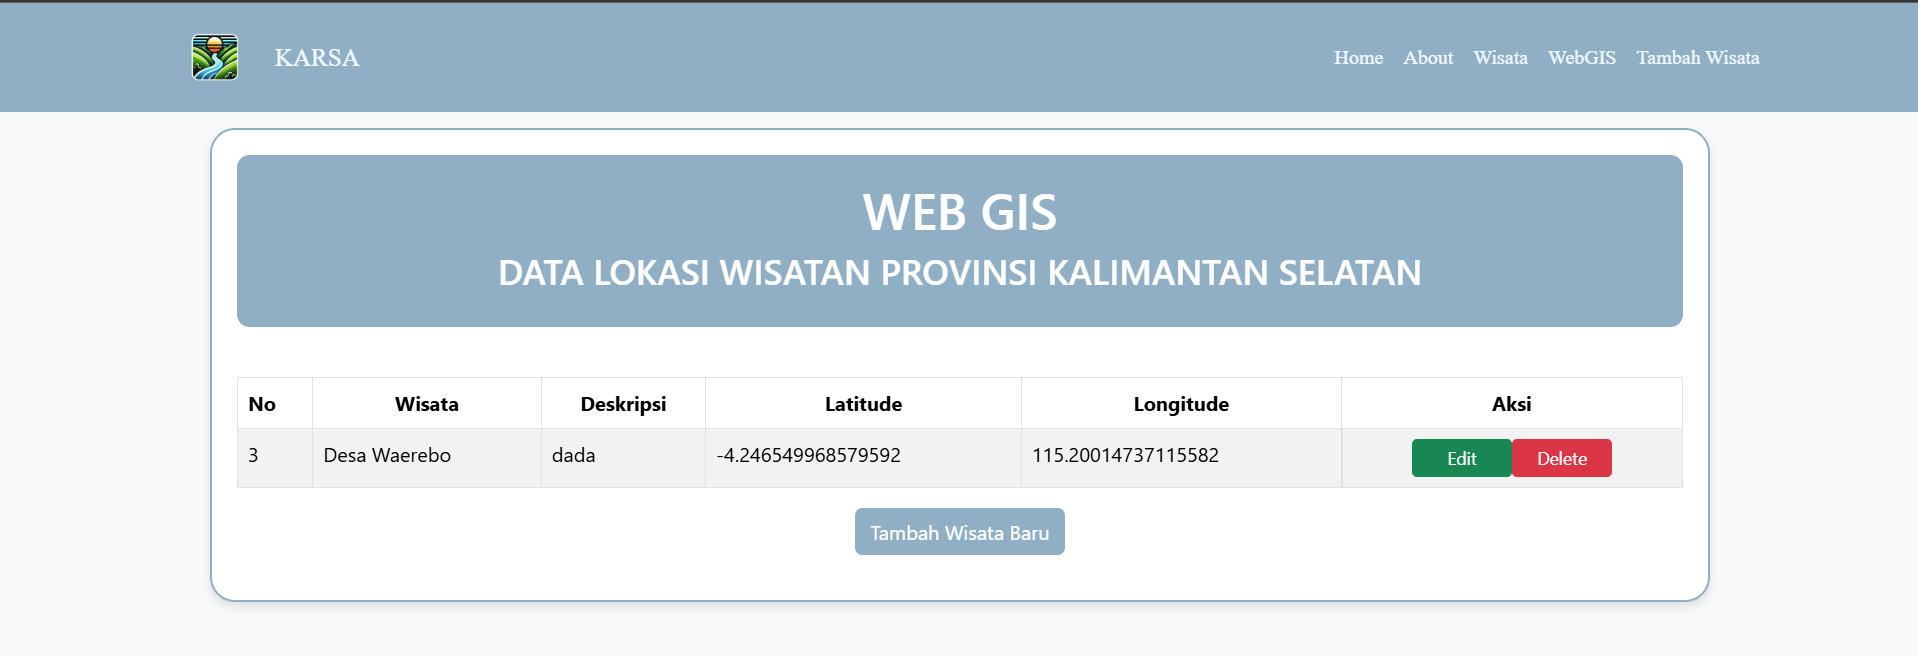 KARSA
Home About Wisata WebGIS Tambah Wisata
WEB GIS
DATA LOKASI WISATAN PROVINSI KALIMANTAN SELATAN
No Wisata Deskripsi Latitude Longitude Aksi
3 Desa Waerebo dada -4.246549968579592 115.20014737115582 Edit Delete
Tambah Wisata Baru